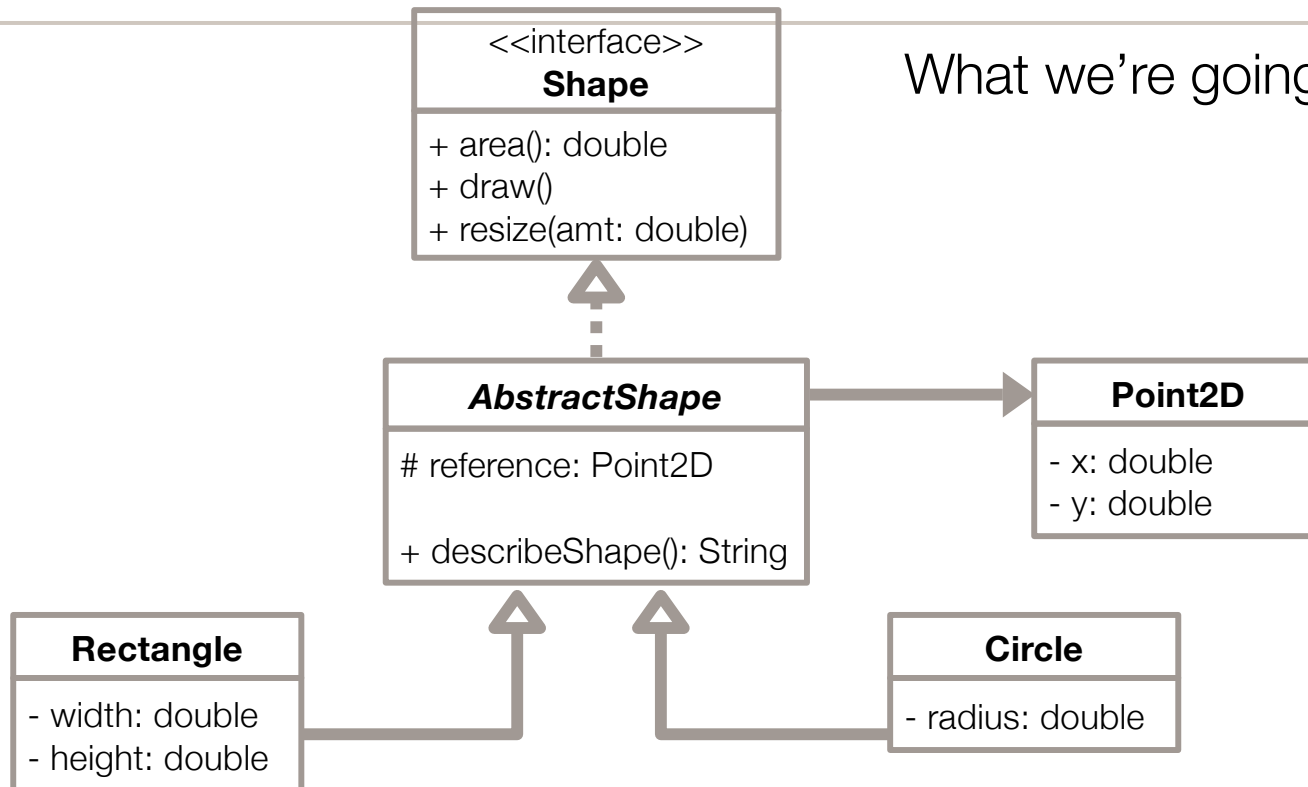 <<interface>>
Shape
What we're going
+ area(): double
+ draw()
+ resize(amt: double)
AbstractShape
# reference: Point2D
+ describeShape(): String
Point2D
- x: double
- y: double
Rectangle
- width: double
- height: double
Circle
- radius: double